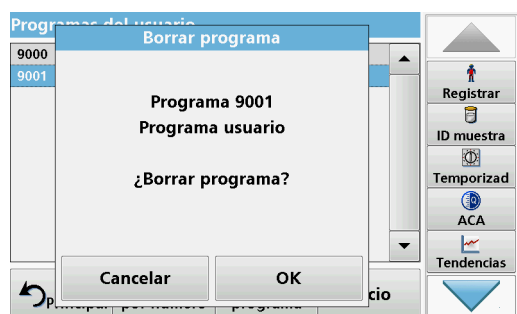 Programas del usuario
Borrar programa
9000
9001
Programa 9001
Programa usuario
¿Borrar programa?
Cancelar
OK
Registrar
ID muestra
Temporizad
ACA
Tendencias